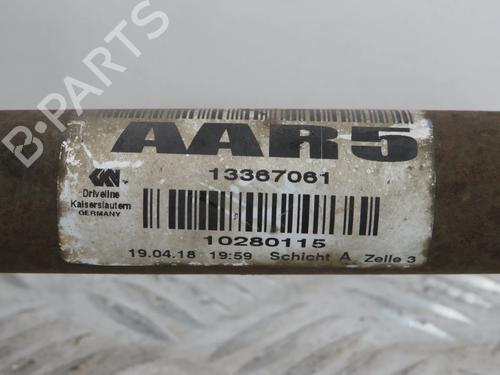 B-PARTS
AAR5
13367061
GKN
Driveline
Kaiserslautern
GERMANY
10280115
19.04.18 19:59 Schicht A Zelle 3